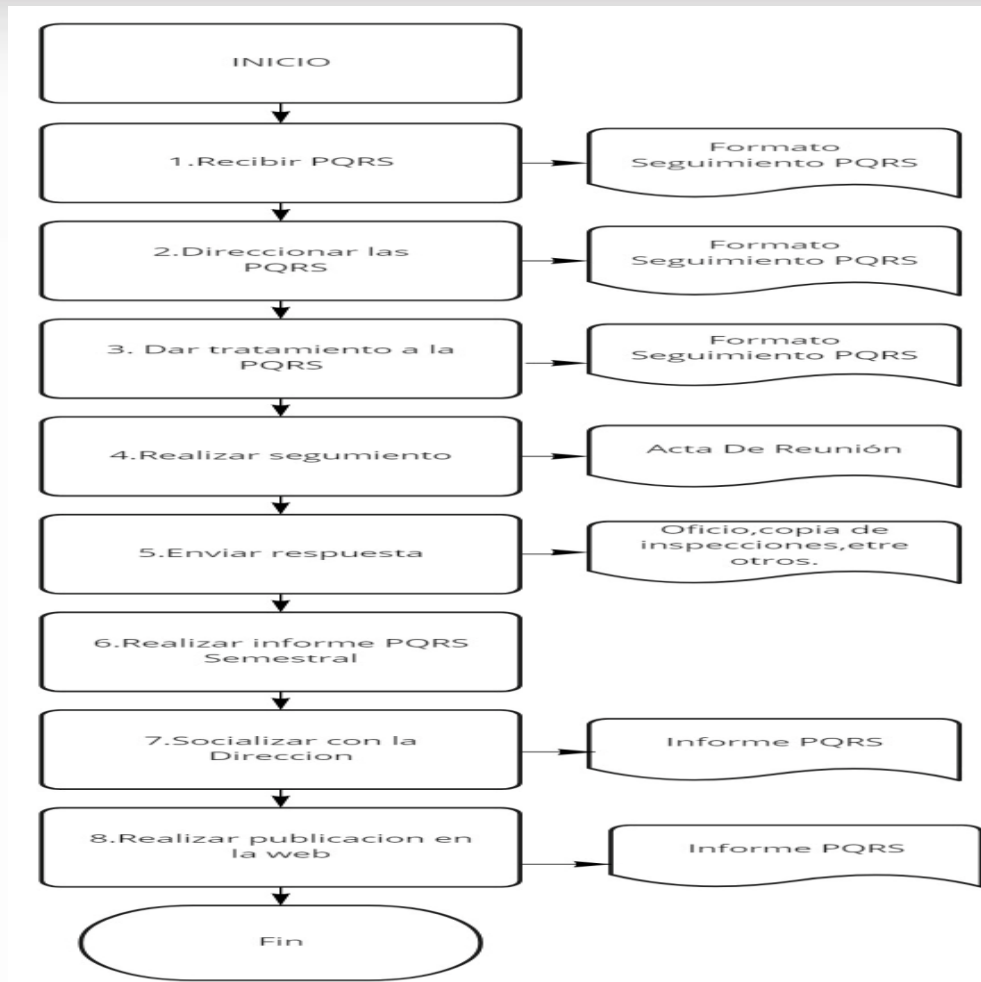 INICIO
1.Recibir PQRS
Formato
Seguimiento PQRS
2.Direccionar las
PQRS
Formato
Seguimiento PQRS
3. Dar tratamiento a la
PQRS
Formato
Seguimiento PQRS
4.Realizar segumiento
Acta De Reunión
5.Enviar respuesta
Oficio,copia de
inspecciones,etre
otros.
6.Realizar informe PQRS
Semestral
7.Socializar con la
Direccion
Informe PQRS
8.Realizar publicacion en
la web
Informe PQRS
Fin